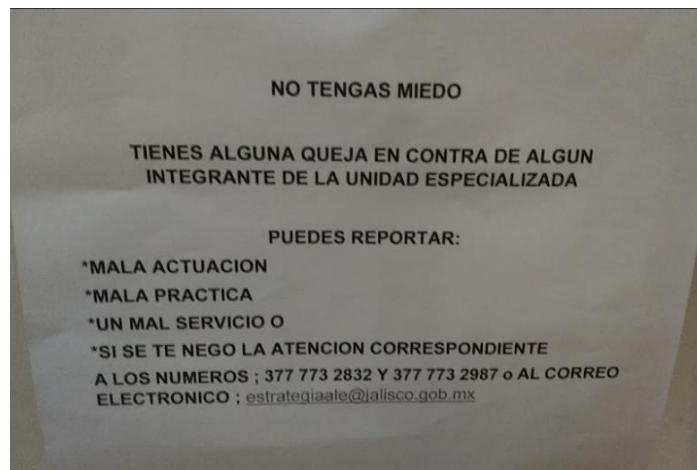 NO TENGAS MIEDO
TIENES ALGUNA QUEJA EN CONTRA DE ALGUN
INTEGRANTE DE LA UNIDAD ESPECIALIZADA
PUEDES REPORTAR:
*MALA ACTUACION
*MALA PRACTICA
*UN MAL SERVICIO O
*SI SE TE NEGO LA ATENCION CORRESPONDIENTE
A LOS NUMEROS ; 377 773 2832 Y 377 773 2987 o AL CORREO
ELECTRONICO ; estrategiaale@jalisco.gob.mx